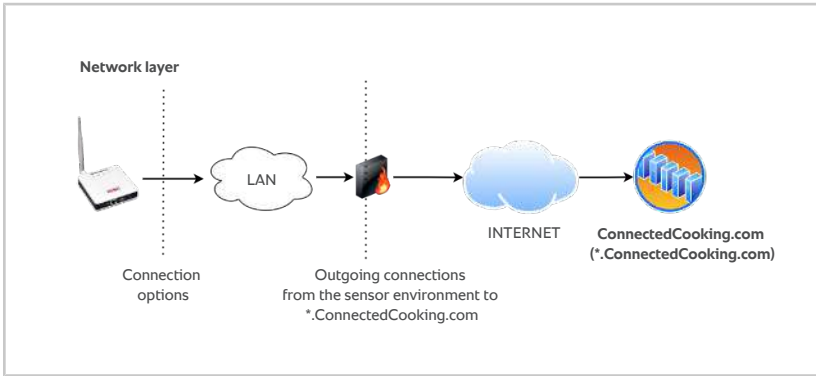 Network layer
LAN
INTERNET
ConnectedCooking.com
(*.ConnectedCooking.com)
Connection
options
Outgoing connections
from the sensor environment to
*.ConnectedCooking.com